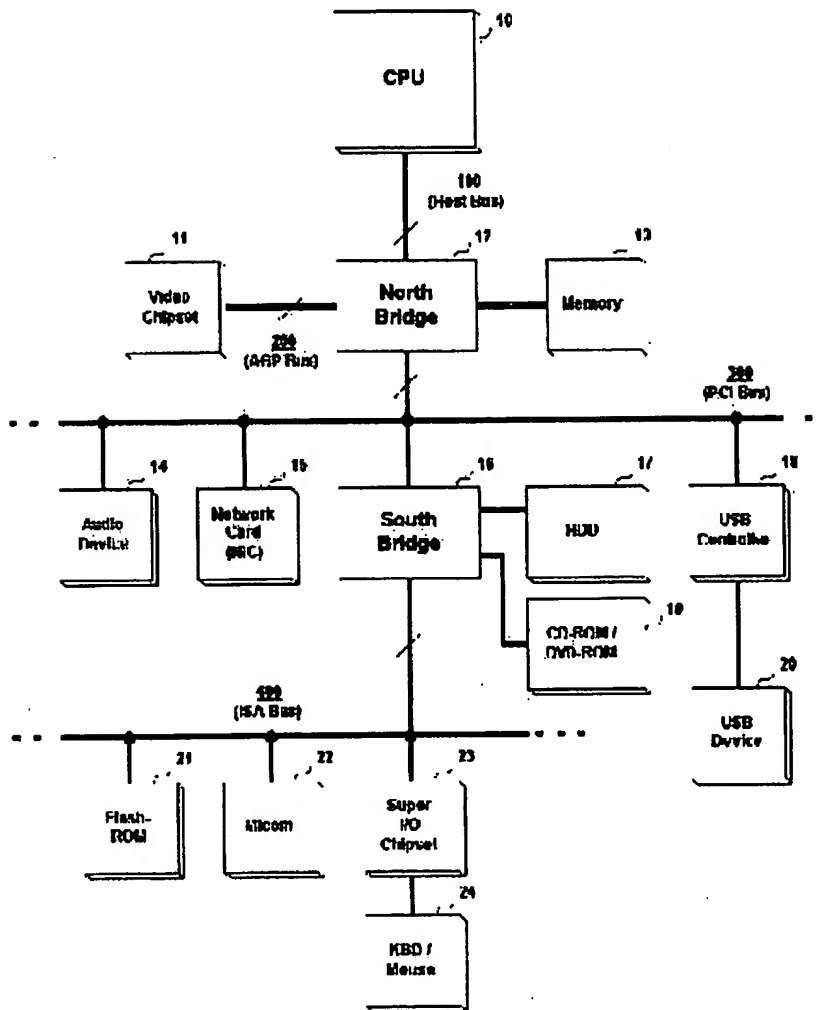 10
CPU
(Host Bus)
11
12
13
Video
Chipset
North
Bridge
Memory
200
(AGP Bus)
300
(PCI Bus)
14
15
16
17
18
Audio
Device
Network
Card
(NIC)
South
Bridge
HDD
USB
Controller
19
CD-ROM /
DVD-ROM
400
(ISA Bus)
20
USB
Device
21
22
23
Flash-
ROM
Micom
Super
I/O
Chipset
24
KBD /
Mouse